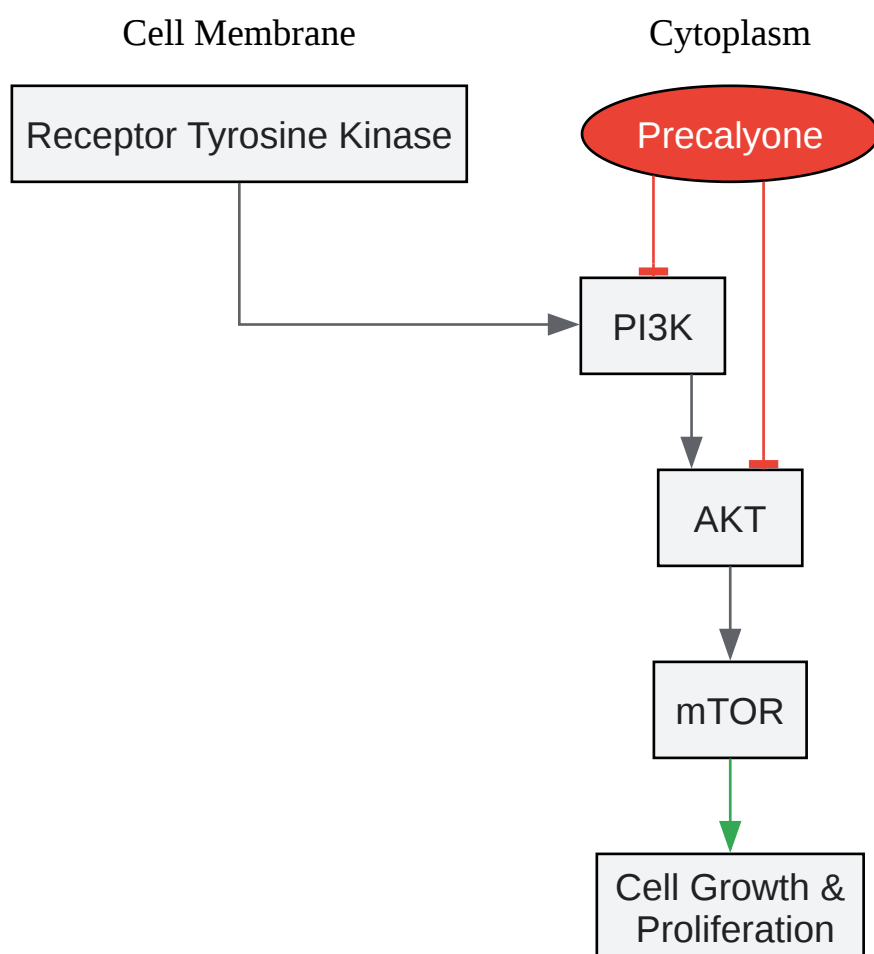 Cell Membrane
Cytoplasm
Receptor Tyrosine Kinase
Precalyone
PI3K
AKT
mTOR
Cell Growth &
Proliferation